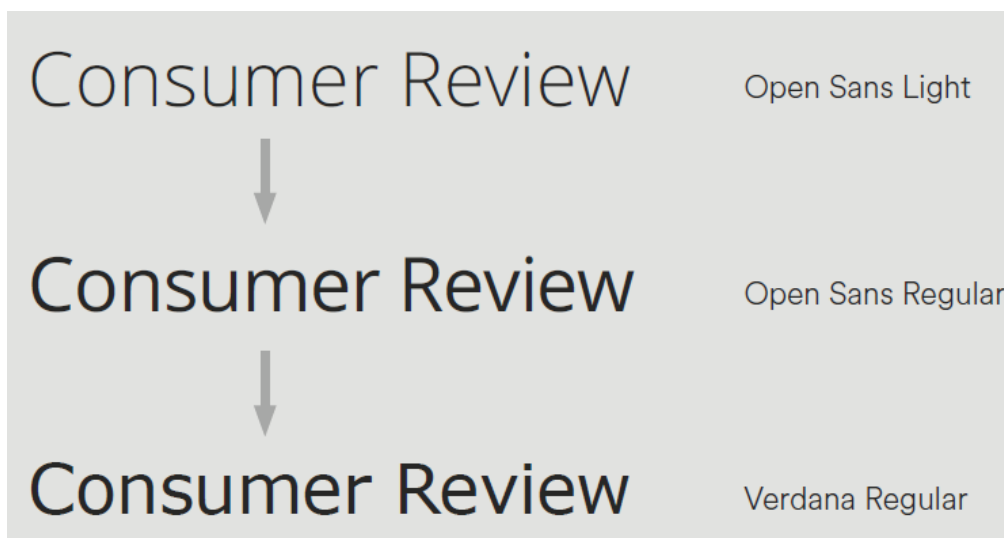 Consumer Review
Open Sans Light
Consumer Review
Open Sans Regular
Consumer Review
Verdana Regular